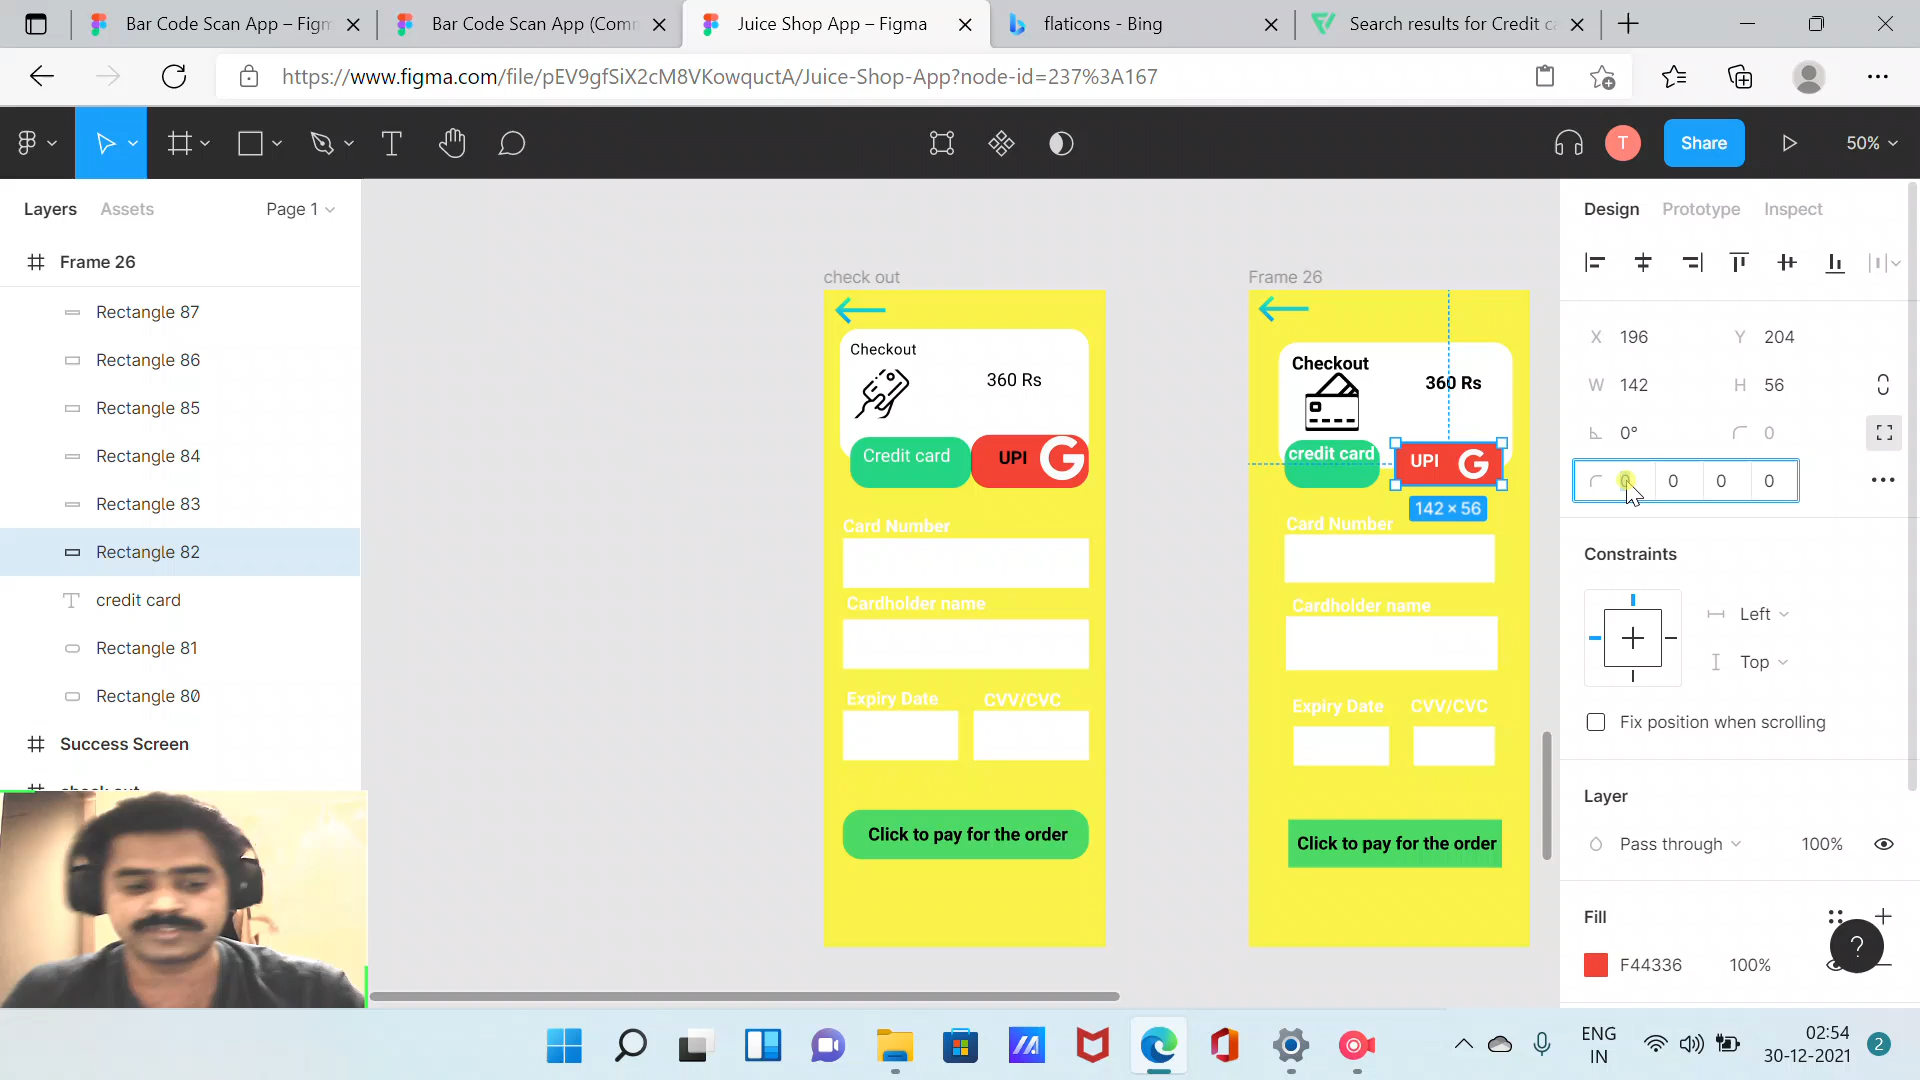 Bar Code Scan App – Figm
Bar Code Scan App (Comm
Juice Shop App – Figma
flaticons - Bing
Search results for Credit ca
https://www.figma.com/file/pEV9gfSiX2cM8VKowquctA/Juice-Shop-App?node-id=237%3A167
T
Share
50%
Layers
Assets
Page 1
Design
Prototype
Inspect
Frame 26
Rectangle 87
Rectangle 86
Rectangle 85
Rectangle 84
Rectangle 83
Rectangle 82
credit card
Rectangle 81
Rectangle 80
Success Screen
check out
check out
Checkout
360 Rs
Credit card
UPI
G
Card Number
Cardholder name
Expiry Date
CVV/CVC
Click to pay for the order
Frame 26
Checkout
360 Rs
credit card
UPI
G
142 × 56
Card Number
Cardholder name
Expiry Date
CVV/CVC
Click to pay for the order
X 196
Y 204
W 142
H 56
0°
0
0 0 0 0
Constraints
Left
Top
Fix position when scrolling
Layer
Pass through
100%
Fill
F44336
100%
?
ENG
IN
02:54
30-12-2021
2